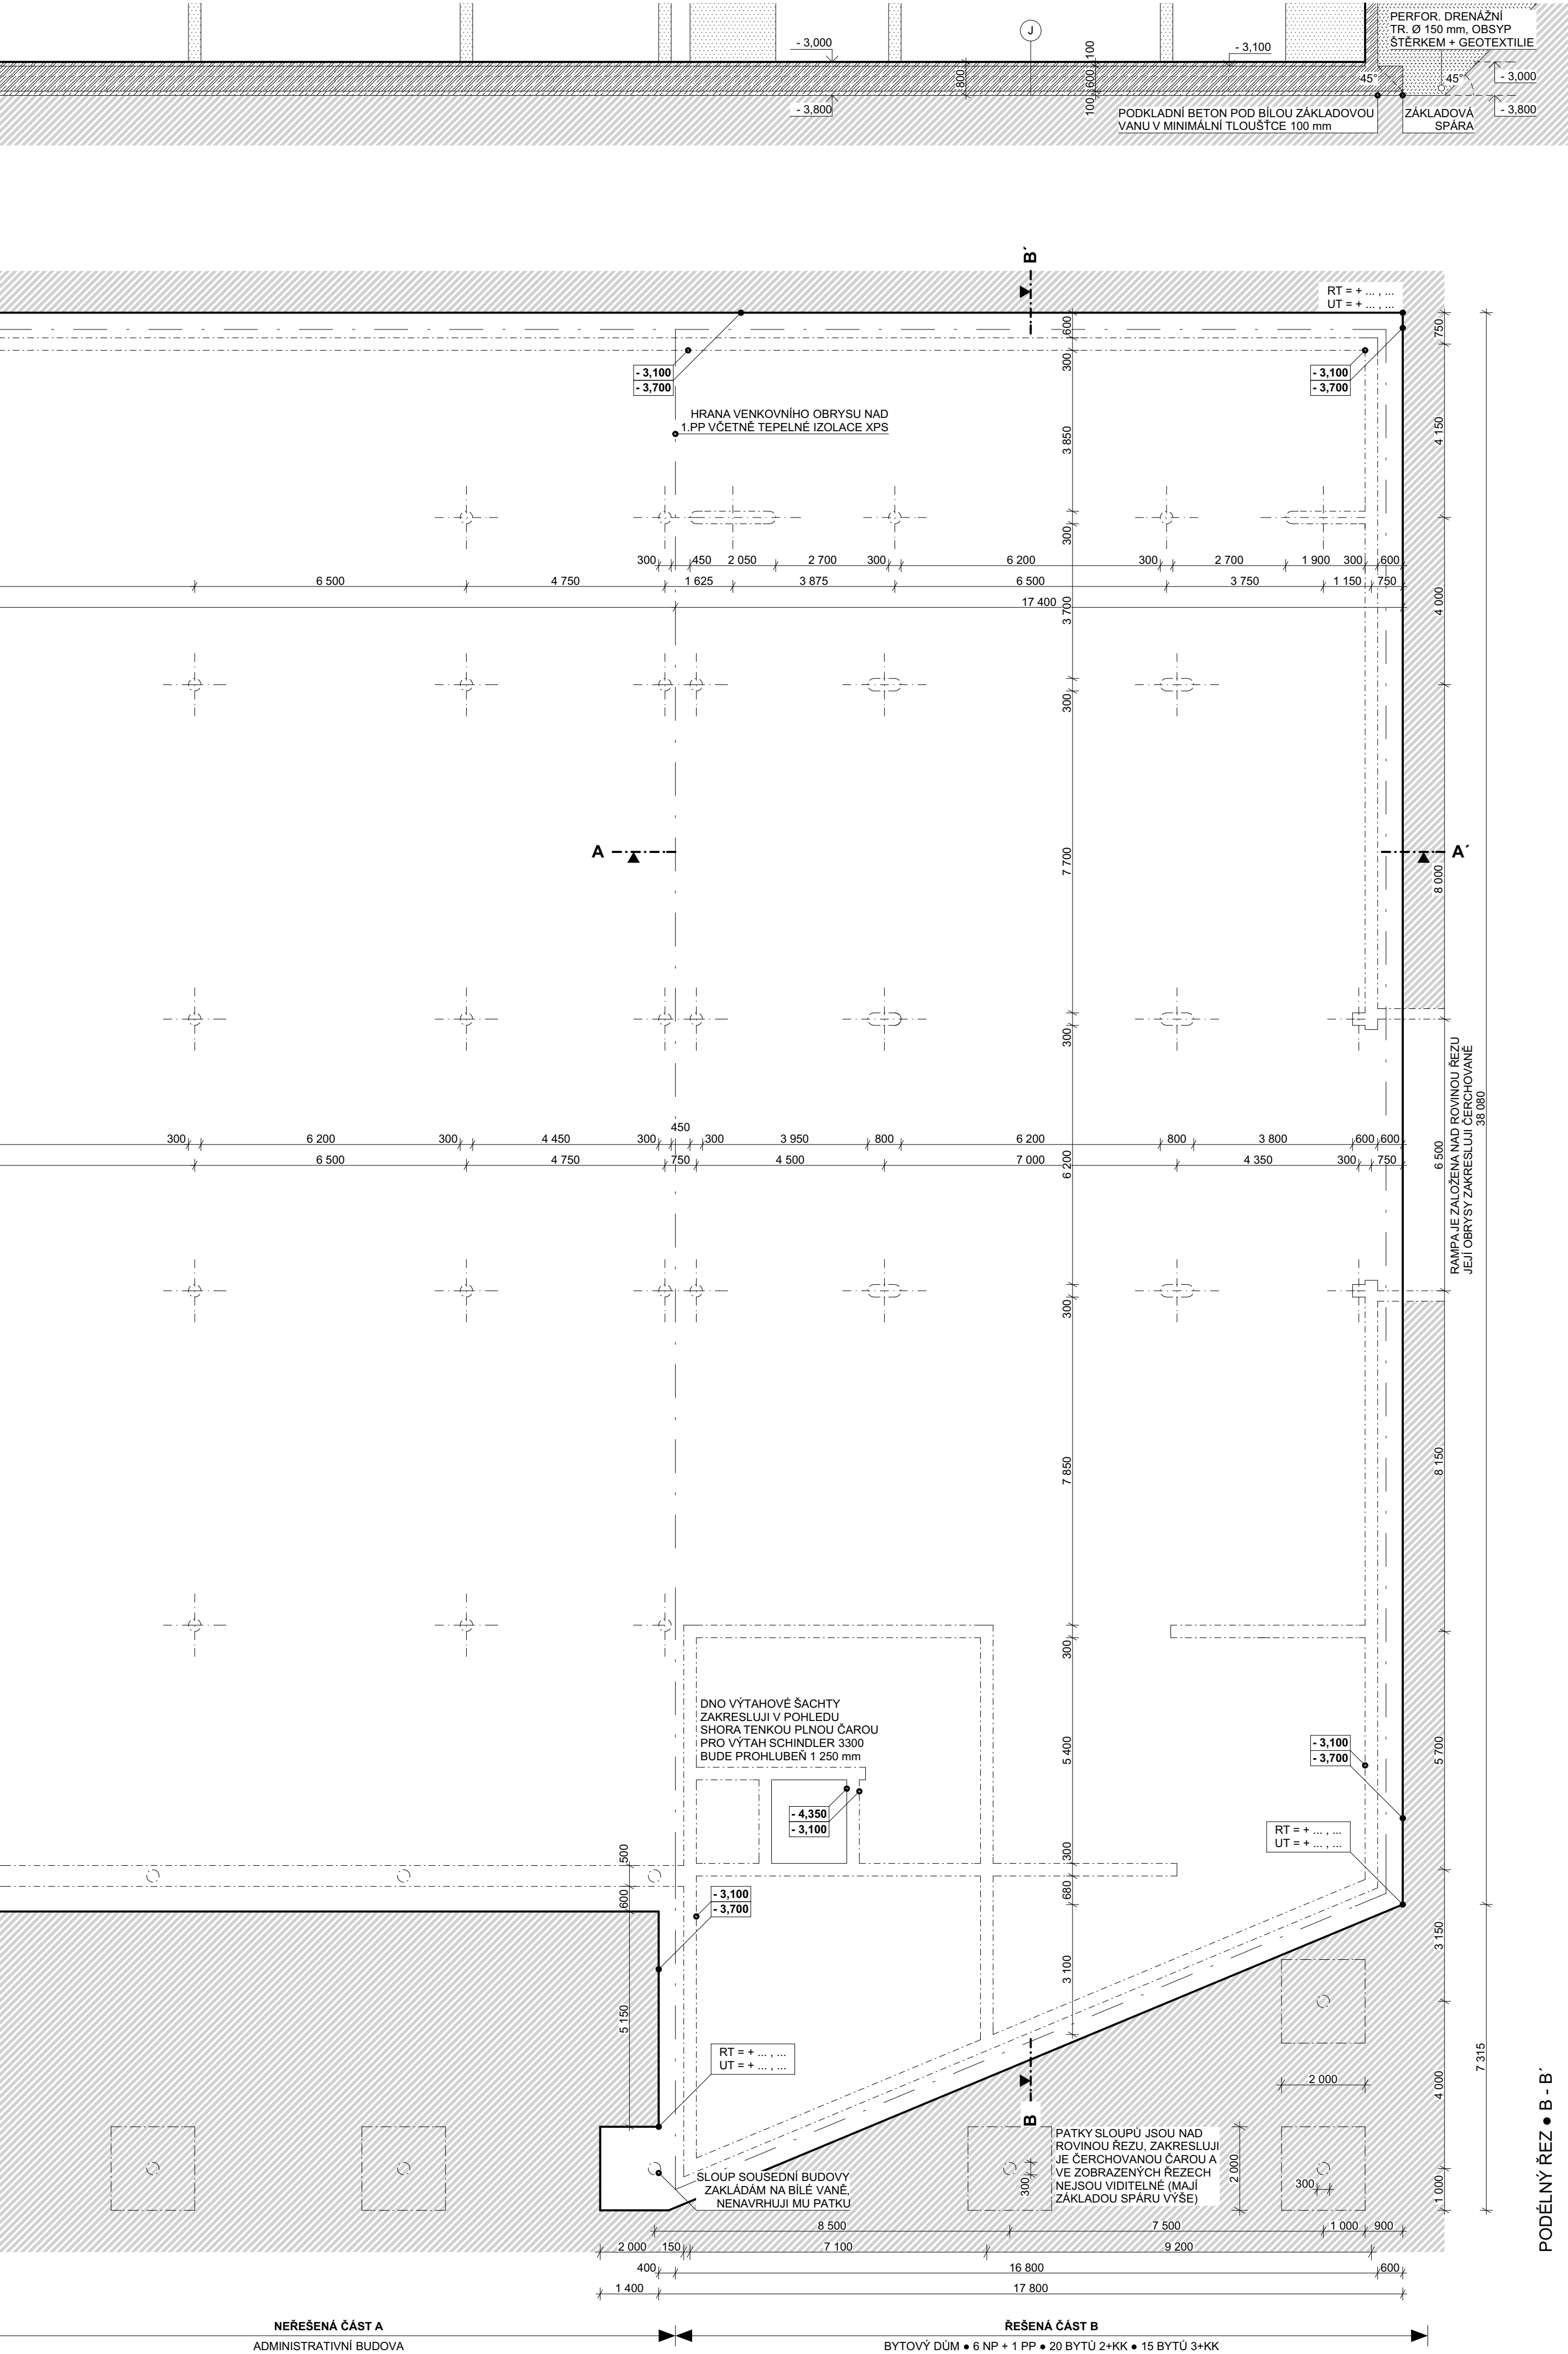 PERFOR. DRENÁŽNÍ
TR. Ø 150 mm, OBSYP
ŠTĚRKEM + GEOTEXTILIE
J
- 3,000
- 3,100
800
100
600
100
45°
45°
- 3,000
- 3,800
- 3,800
PODKLADNÍ BETON POD BÍLOU ZÁKLADOVOU
VANU V MINIMÁLNÍ TLOUŠŤCE 100 mm
ZÁKLADOVÁ
SPÁRA
B´
RT = + ... , ...
UT = + ... , ...
600
300
750
- 3,100
- 3,700
- 3,100
- 3,700
HRANA VENKOVNÍHO OBRYSU NAD
1.PP VČETNĚ TEPELNÉ IZOLACE XPS
3 850
4 150
300
300 450 2 050 2 700 300 6 200 300 2 700 1 900 300 600
6 500 4 750 1 625 3 875 6 500 3 750 1 150 750
17 400
3 700
4 000
300
A
A´
7 700
8 000
300
RAMPA JE ZALOŽENA NAD ROVINOU ŘEZU
JEJÍ OBRYSY ZAKRESLUJI ČERCHOVANĚ
38 080
450
300 6 200 300 4 450 300 300 3 950 800 6 200 800 3 800 600 600
6 500 4 750 750 4 500 7 000 4 350 300 750
6 200
6 500
300
7 850
8 150
300
DNO VÝTAHOVÉ ŠACHTY
ZAKRESLUJI V POHLEDU
SHORA TENKOU PLNOU ČAROU
PRO VÝTAH SCHINDLER 3300
BUDE PROHLUBEŇ 1 250 mm
5 400
5 700
- 3,100
- 3,700
- 4,350
- 3,100
RT = + ... , ...
UT = + ... , ...
500
300
600
680
- 3,100
- 3,700
3 150
3 100
5 150
RT = + ... , ...
UT = + ... , ...
7 315
2 000
4 000
B
PATKY SLOUPŮ JSOU NAD
ROVINOU ŘEZU, ZAKRESLUJI
JE ČERCHOVANOU ČAROU A
VE ZOBRAZENÝCH ŘEZECH
NEJSOU VIDITELNÉ (MAJÍ
ZÁKLADOU SPÁRU VÝŠE)
SLOUP SOUSEDNÍ BUDOVY
ZAKLÁDÁM NA BÍLÉ VANĚ,
NENAVRHUJI MU PATKU
300
2 000
300
1 000
8 500 7 500 1 000 900
2 000 150 7 100 9 200
400 16 800 600
1 400 17 800
NEŘEŠENÁ ČÁST A
ADMINISTRATIVNÍ BUDOVA
ŘEŠENÁ ČÁST B
BYTOVÝ DŮM ● 6 NP + 1 PP ● 20 BYTŮ 2+KK ● 15 BYTŮ 3+KK
PODÉLNÝ ŘEZ ● B - B´